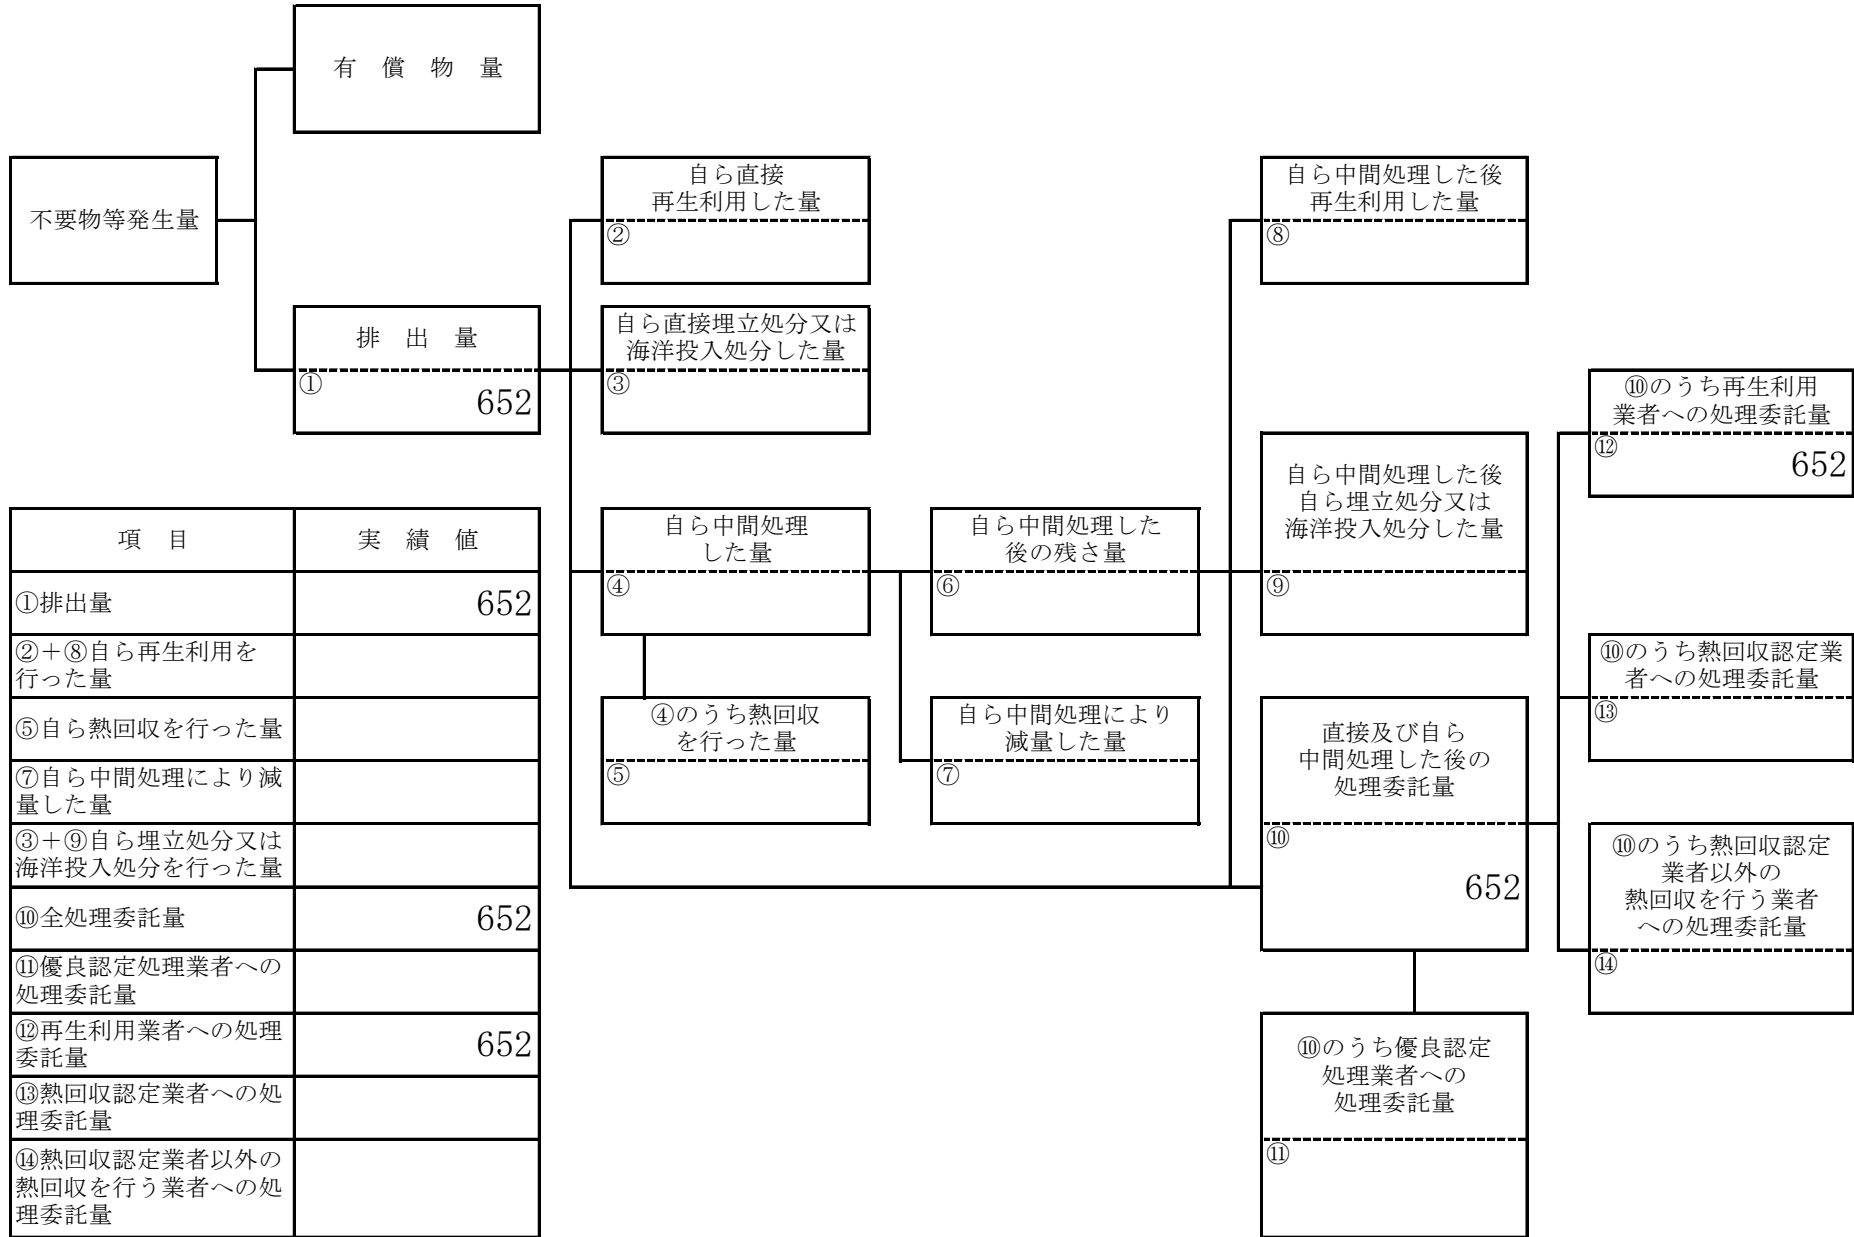 有　償　物　量
不要物等発生量
排　出　量
①
652
自ら直接
再生利用した量
②
自ら直接埋立処分又は
海洋投入処分した量
③
自ら中間処理
した量
④
④のうち熱回収
を行った量
⑤
自ら中間処理した
後の残さ量
⑥
自ら中間処理により
減量した量
⑦
自ら中間処理した後
再生利用した量
⑧
自ら中間処理した後
自ら埋立処分又は
海洋投入処分した量
⑨
直接及び自ら
中間処理した後の
処理委託量
⑩
652
⑩のうち優良認定
処理業者への
処理委託量
⑪
⑩のうち再生利用
業者への処理委託量
⑫
652
⑩のうち熱回収認定業
者への処理委託量
⑬
⑩のうち熱回収認定
業者以外の
熱回収を行う業者
への処理委託量
⑭
項　目　実　績　値
①排出量　652
②＋⑧自ら再生利用を
行った量
⑤自ら熱回収を行った量
⑦自ら中間処理により減
量した量
③＋⑨自ら埋立処分又は
海洋投入処分を行った量
⑩全処理委託量　652
⑪優良認定処理業者への
処理委託量
⑫再生利用業者への処理
委託量　652
⑬熱回収認定業者への処
理委託量
⑭熱回収認定業者以外の
熱回収を行う業者への処
理委託量